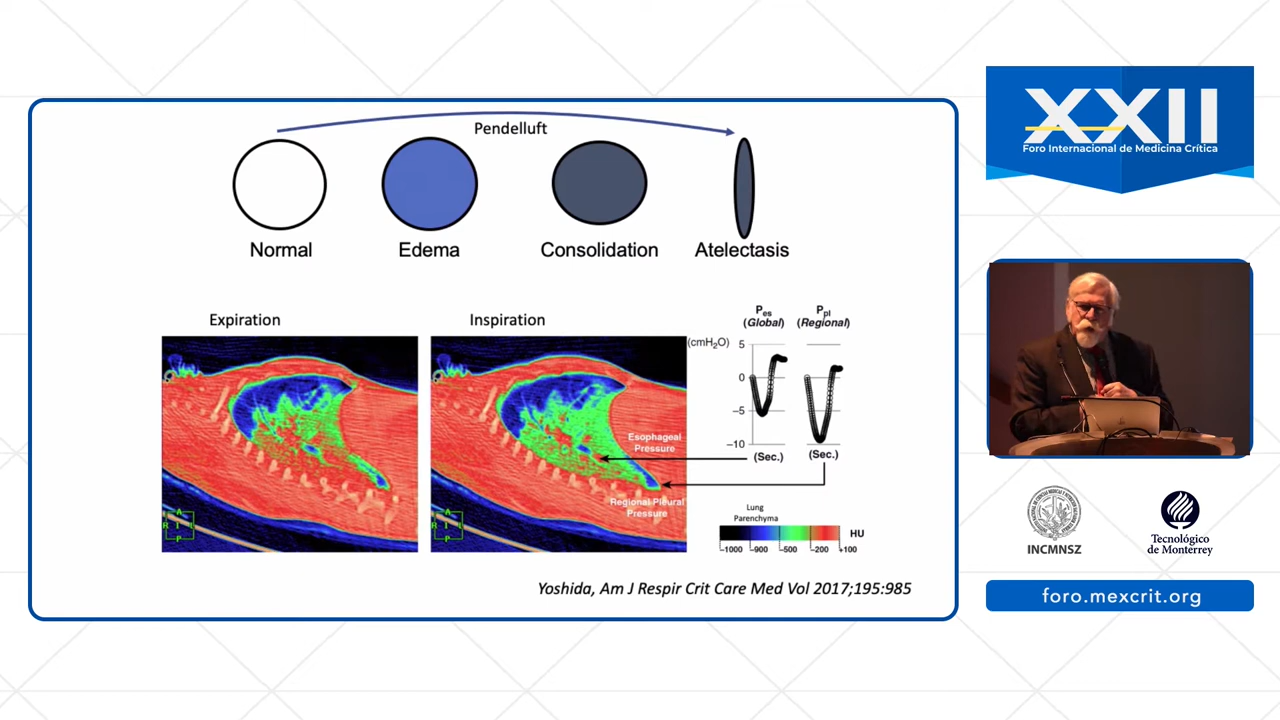 Pendelluft
Normal
Edema
Consolidation
Atelectasis
Expiration
Inspiration
P_es
(Global)
P_pl
(Regional)
(cmH₂O)
5
0
−5
−10
(Sec.)
(Sec.)
Esophageal
Pressure
Regional Pleural
Pressure
A
R I
P
A
R I
P
Lung
Parenchyma
HU
−1000 −900 −500 −200 +100
Yoshida, Am J Respir Crit Care Med Vol 2017;195:985
XXII
Foro Internacional de Medicina Crítica
INCMNSZ
Tecnológico
de Monterrey
foro.mexcrit.org